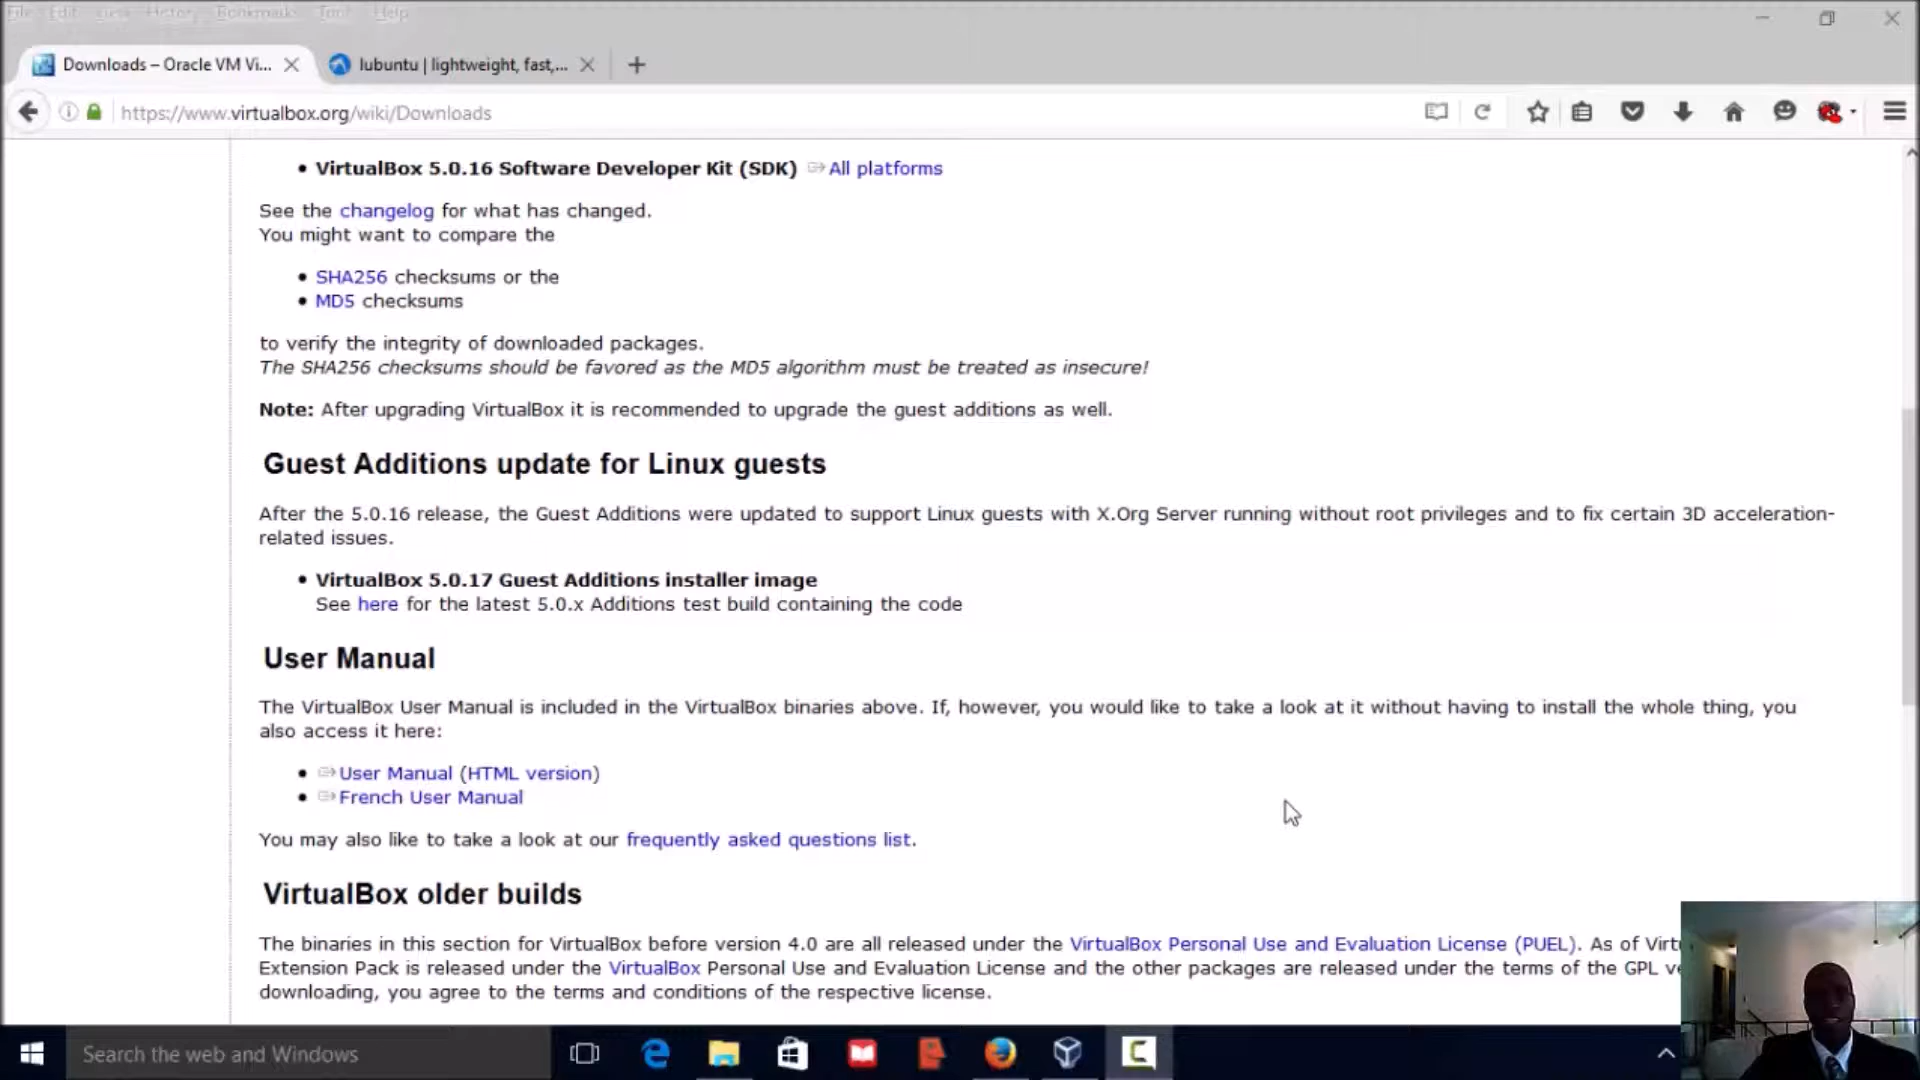 File Edit View History Bookmarks Tools Help
Downloads – Oracle VM Vi...
lubuntu | lightweight, fast,...
https://www.virtualbox.org/wiki/Downloads
• VirtualBox 5.0.16 Software Developer Kit (SDK) All platforms
See the changelog for what has changed.
You might want to compare the
• SHA256 checksums or the
• MD5 checksums
to verify the integrity of downloaded packages.
The SHA256 checksums should be favored as the MD5 algorithm must be treated as insecure!
Note: After upgrading VirtualBox it is recommended to upgrade the guest additions as well.
Guest Additions update for Linux guests
After the 5.0.16 release, the Guest Additions were updated to support Linux guests with X.Org Server running without root privileges and to fix certain 3D acceleration-
related issues.
• VirtualBox 5.0.17 Guest Additions installer image
See here for the latest 5.0.x Additions test build containing the code
User Manual
The VirtualBox User Manual is included in the VirtualBox binaries above. If, however, you would like to take a look at it without having to install the whole thing, you
also access it here:
• User Manual (HTML version)
• French User Manual
You may also like to take a look at our frequently asked questions list.
VirtualBox older builds
The binaries in this section for VirtualBox before version 4.0 are all released under the VirtualBox Personal Use and Evaluation License (PUEL). As of Virtu
Extension Pack is released under the VirtualBox Personal Use and Evaluation License and the other packages are released under the terms of the GPL ve
downloading, you agree to the terms and conditions of the respective license.
Search the web and Windows